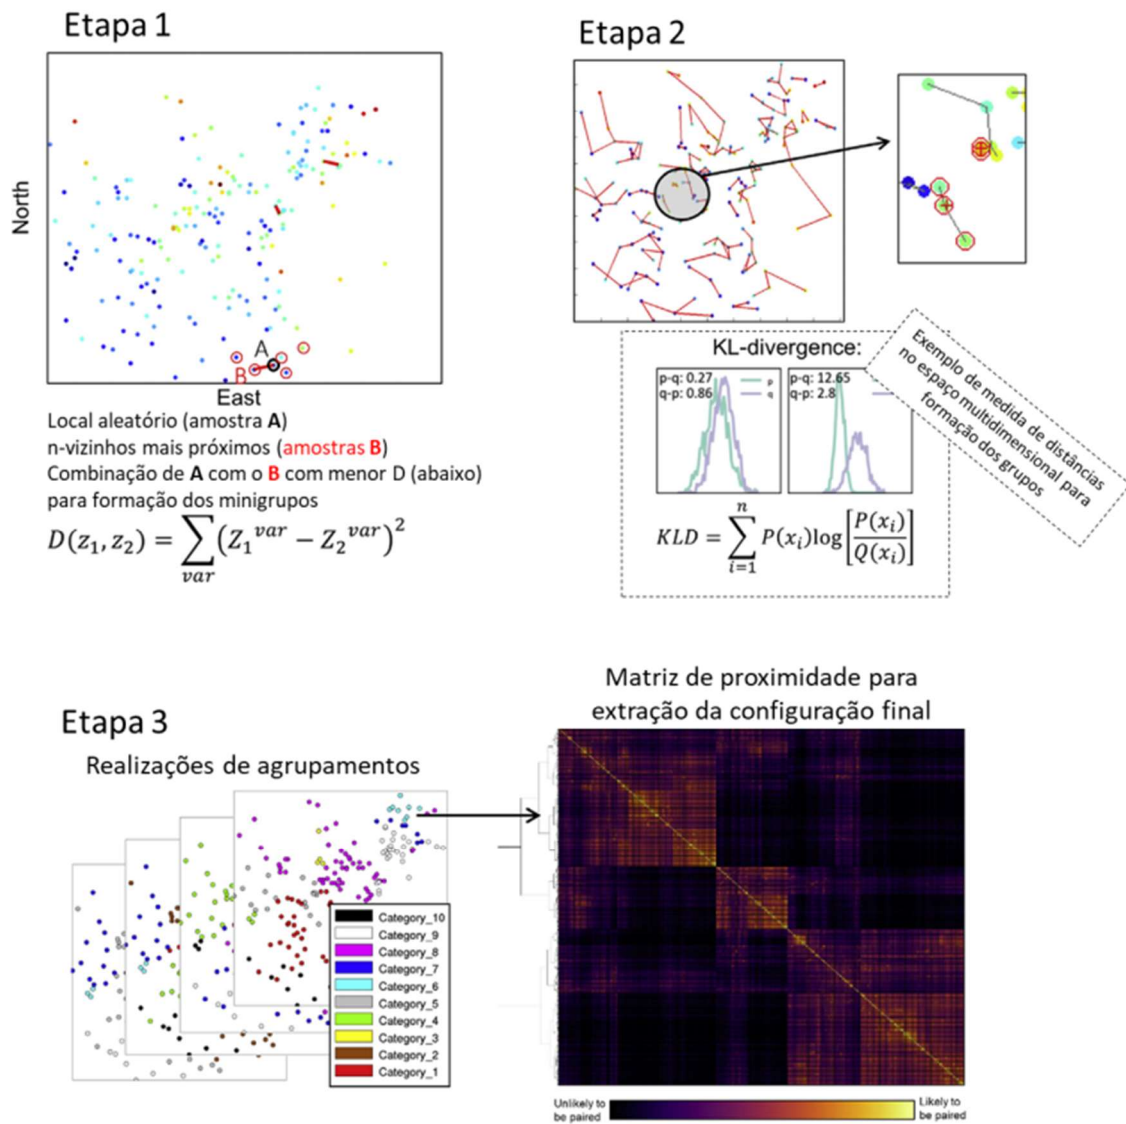 Etapa 1
North
A
B
East
Local aleatório (amostra A)
n-vizinhos mais próximos (amostras B)
Combinação de A com o B com menor D (abaixo)
para formação dos minigrupos
D(z₁, z₂) = ∑var (Z₁^var − Z₂^var)²
Etapa 2
KL-divergence:
p-q: 0.27
q-p: 0.86
p
q
p-q: 12.65
q-p: 2.8
KLD = ∑ᵢ₌₁ⁿ P(xᵢ)log[P(xᵢ)/Q(xᵢ)]
Exemplo de medida de distâncias
no espaço multidimensional para
formação dos grupos
Etapa 3
Realizações de agrupamentos
Category_10
Category_9
Category_8
Category_7
Category_6
Category_5
Category_4
Category_3
Category_2
Category_1
Matriz de proximidade para
extração da configuração final
Unlikely to
be paired
Likely to
be paired